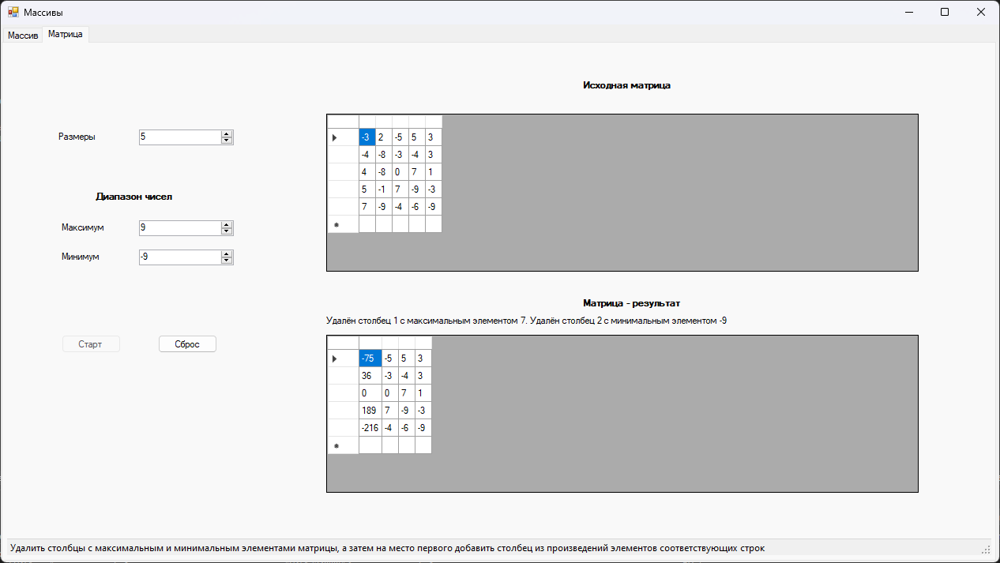 Массивы
Массив Матрица
Исходная матрица
Размеры 5
-3 2 -5 5 3
-4 -8 -3 -4 3
4 -8 0 7 1
5 -1 7 -9 -3
7 -9 -4 -6 -9
Диапазон чисел
Максимум 9
Минимум -9
Матрица - результат
Удалён столбец 1 с максимальным элементом 7. Удалён столбец 2 с минимальным элементом -9
Старт Сброс
-75 -5 5 3
36 -3 -4 3
0 0 7 1
189 7 -9 -3
-216 -4 -6 -9
Удалить столбцы с максимальным и минимальным элементами матрицы, а затем на место первого добавить столбец из произведений элементов соответствующих строк